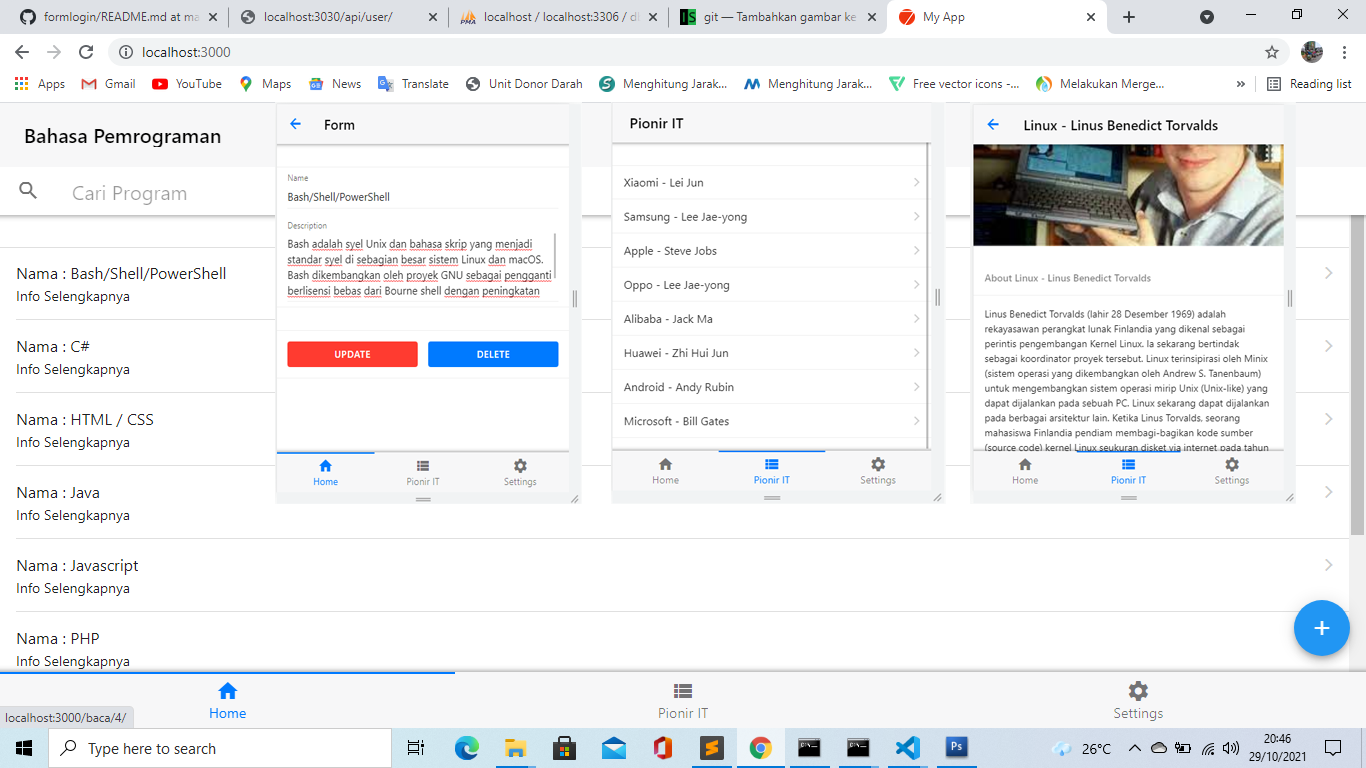 formlogin/README.md at ma
localhost:3030/api/user/
localhost / localhost:3306 / d
git — Tambahkan gambar ke
My App
localhost:3000
Apps
Gmail
YouTube
Maps
News
Translate
Unit Donor Darah
Menghitung Jarak...
Menghitung Jarak...
Free vector icons -...
Melakukan Merge...
»
Reading list
Bahasa Pemrograman
Cari Program
Nama : Bash/Shell/PowerShell
Info Selengkapnya
Nama : C#
Info Selengkapnya
Nama : HTML / CSS
Info Selengkapnya
Nama : Java
Info Selengkapnya
Nama : Javascript
Info Selengkapnya
Nama : PHP
Info Selengkapnya
Form
Name
Bash/Shell/PowerShell
Description
Bash adalah syel Unix dan bahasa skrip yang menjadi
standar syel di sebagian besar sistem Linux dan macOS.
Bash dikembangkan oleh proyek GNU sebagai pengganti
berlisensi bebas dari Bourne shell dengan peningkatan
UPDATE
DELETE
Home
Pionir IT
Settings
Pionir IT
Xiaomi - Lei Jun
Samsung - Lee Jae-yong
Apple - Steve Jobs
Oppo - Lee Jae-yong
Alibaba - Jack Ma
Huawei - Zhi Hui Jun
Android - Andy Rubin
Microsoft - Bill Gates
Home
Pionir IT
Settings
Linux - Linus Benedict Torvalds
About Linux - Linus Benedict Torvalds
Linus Benedict Torvalds (lahir 28 Desember 1969) adalah
rekayasawan perangkat lunak Finlandia yang dikenal sebagai
perintis pengembangan Kernel Linux. Ia sekarang bertindak
sebagai koordinator proyek tersebut. Linux terinsipirasi oleh Minix
(sistem operasi yang dikembangkan oleh Andrew S. Tanenbaum)
untuk mengembangkan sistem operasi mirip Unix (Unix-like) yang
dapat dijalankan pada sebuah PC. Linux sekarang dapat dijalankan
pada berbagai arsitektur lain. Ketika Linus Torvalds, seorang
mahasiswa Finlandia pendiam membagi-bagikan kode sumber
(source code) kernel Linux seukuran disket via internet pada tahun
Home
Pionir IT
Settings
Home
Pionir IT
Settings
localhost:3000/baca/4/
Type here to search
Ps
26°C
20:46
29/10/2021